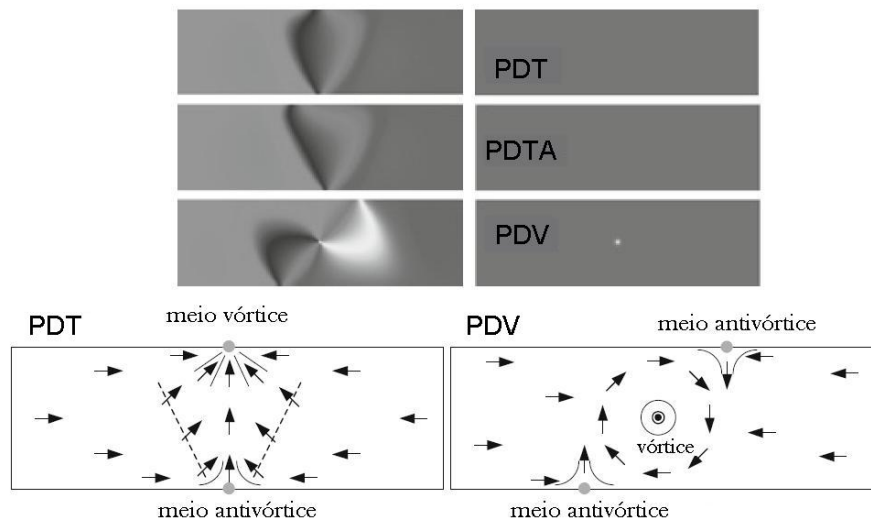 PDT
PDTA
PDV
PDT
meio vórtice
meio antivórtice
PDV
meio antivórtice
vórtice
meio antivórtice